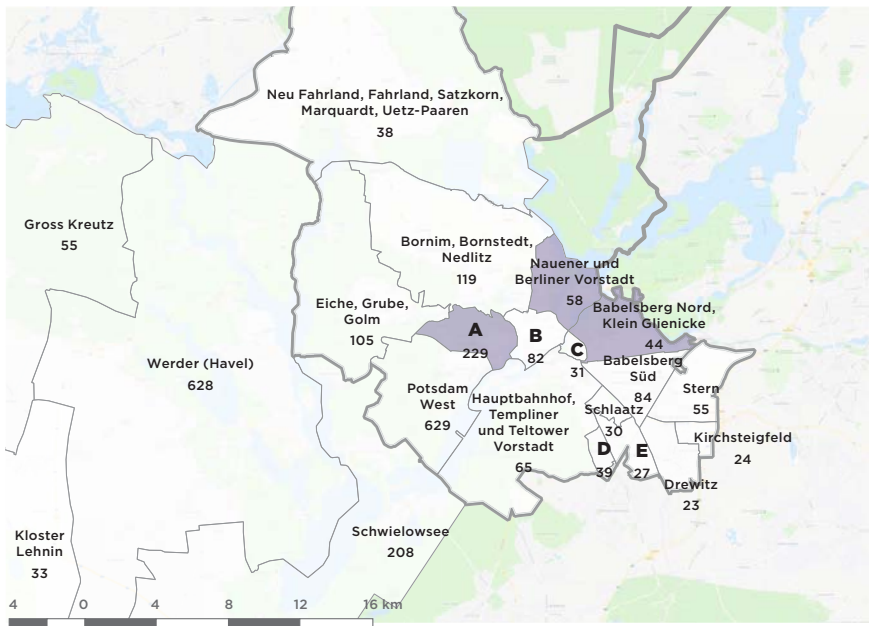 Neu Fahrland, Fahrland, Satzkorn,
Marquardt, Uetz-Paaren
38
Gross Kreutz
55
Bornim, Bornstedt,
Nedlitz
119
Nauener und
Berliner Vorstadt
58
Eiche, Grube,
Golm
105
Babelsberg Nord,
Klein Glienicke
44
A
229
B
82
C
31
Werder (Havel)
628
Babelsberg
Süd
84
Potsdam
West
629
Hauptbahnhof,
Templiner
und Teltower
Vorstadt
65
Stern
55
Schlaatz
30
D
39
E
27
Kirchsteigfeld
24
Drewitz
23
Schwielowsee
208
Kloster
Lehnin
33
4 0 4 8 12 16 km